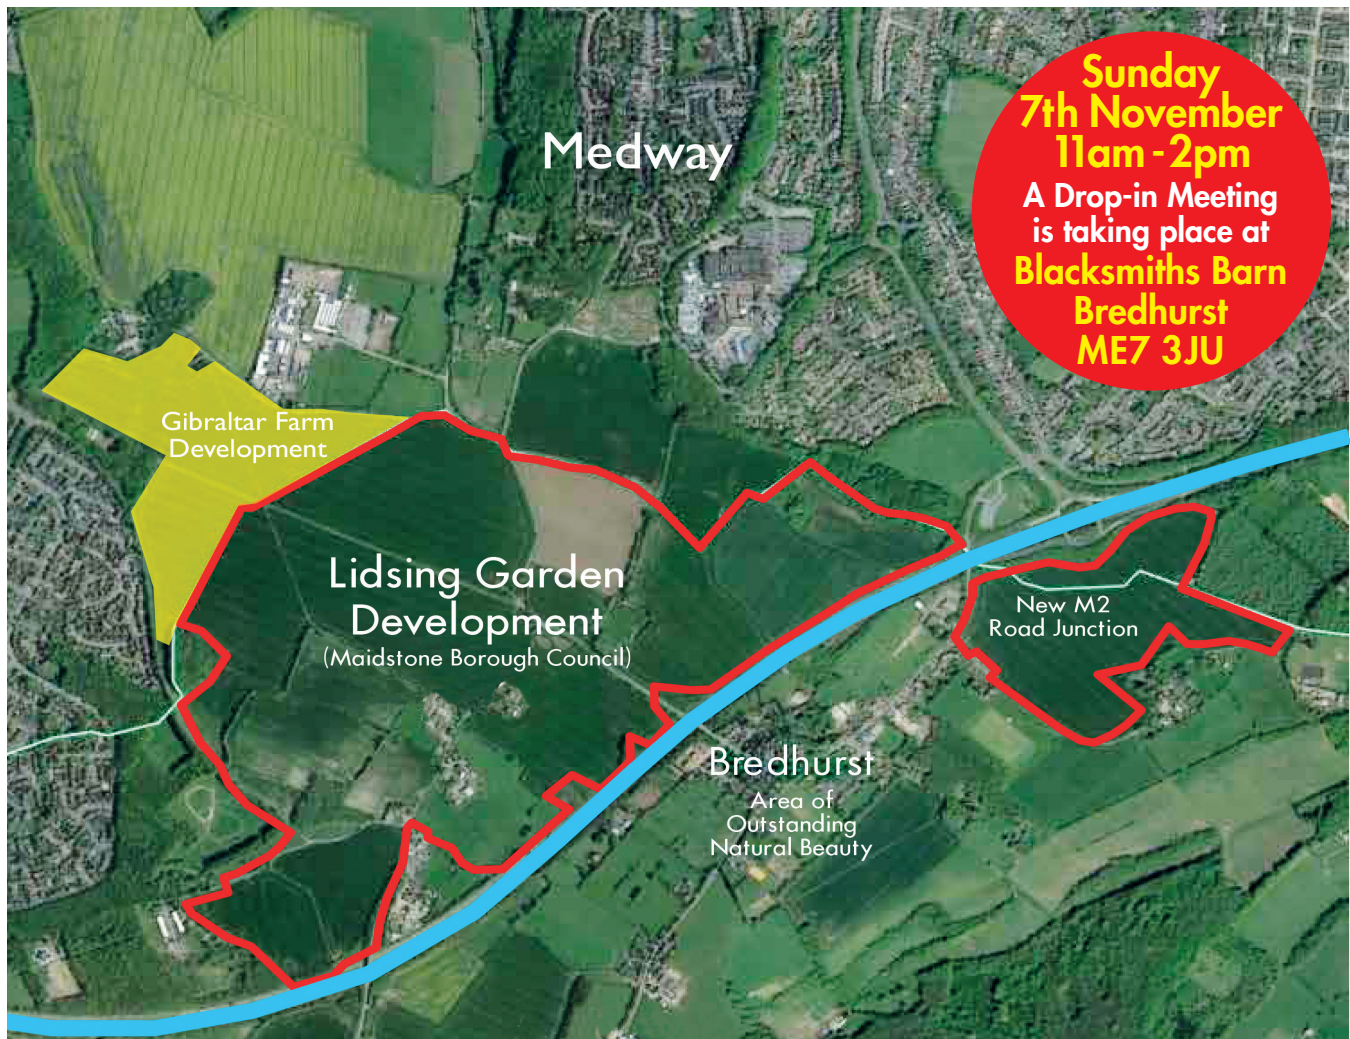 Sunday
7th November
11am - 2pm
A Drop-in Meeting
is taking place at
Blacksmiths Barn
Bredhurst
ME7 3JU
Medway
Gibraltar Farm
Development
Lidsing Garden
Development
(Maidstone Borough Council)
New M2
Road Junction
Bredhurst
Area of
Outstanding
Natural Beauty